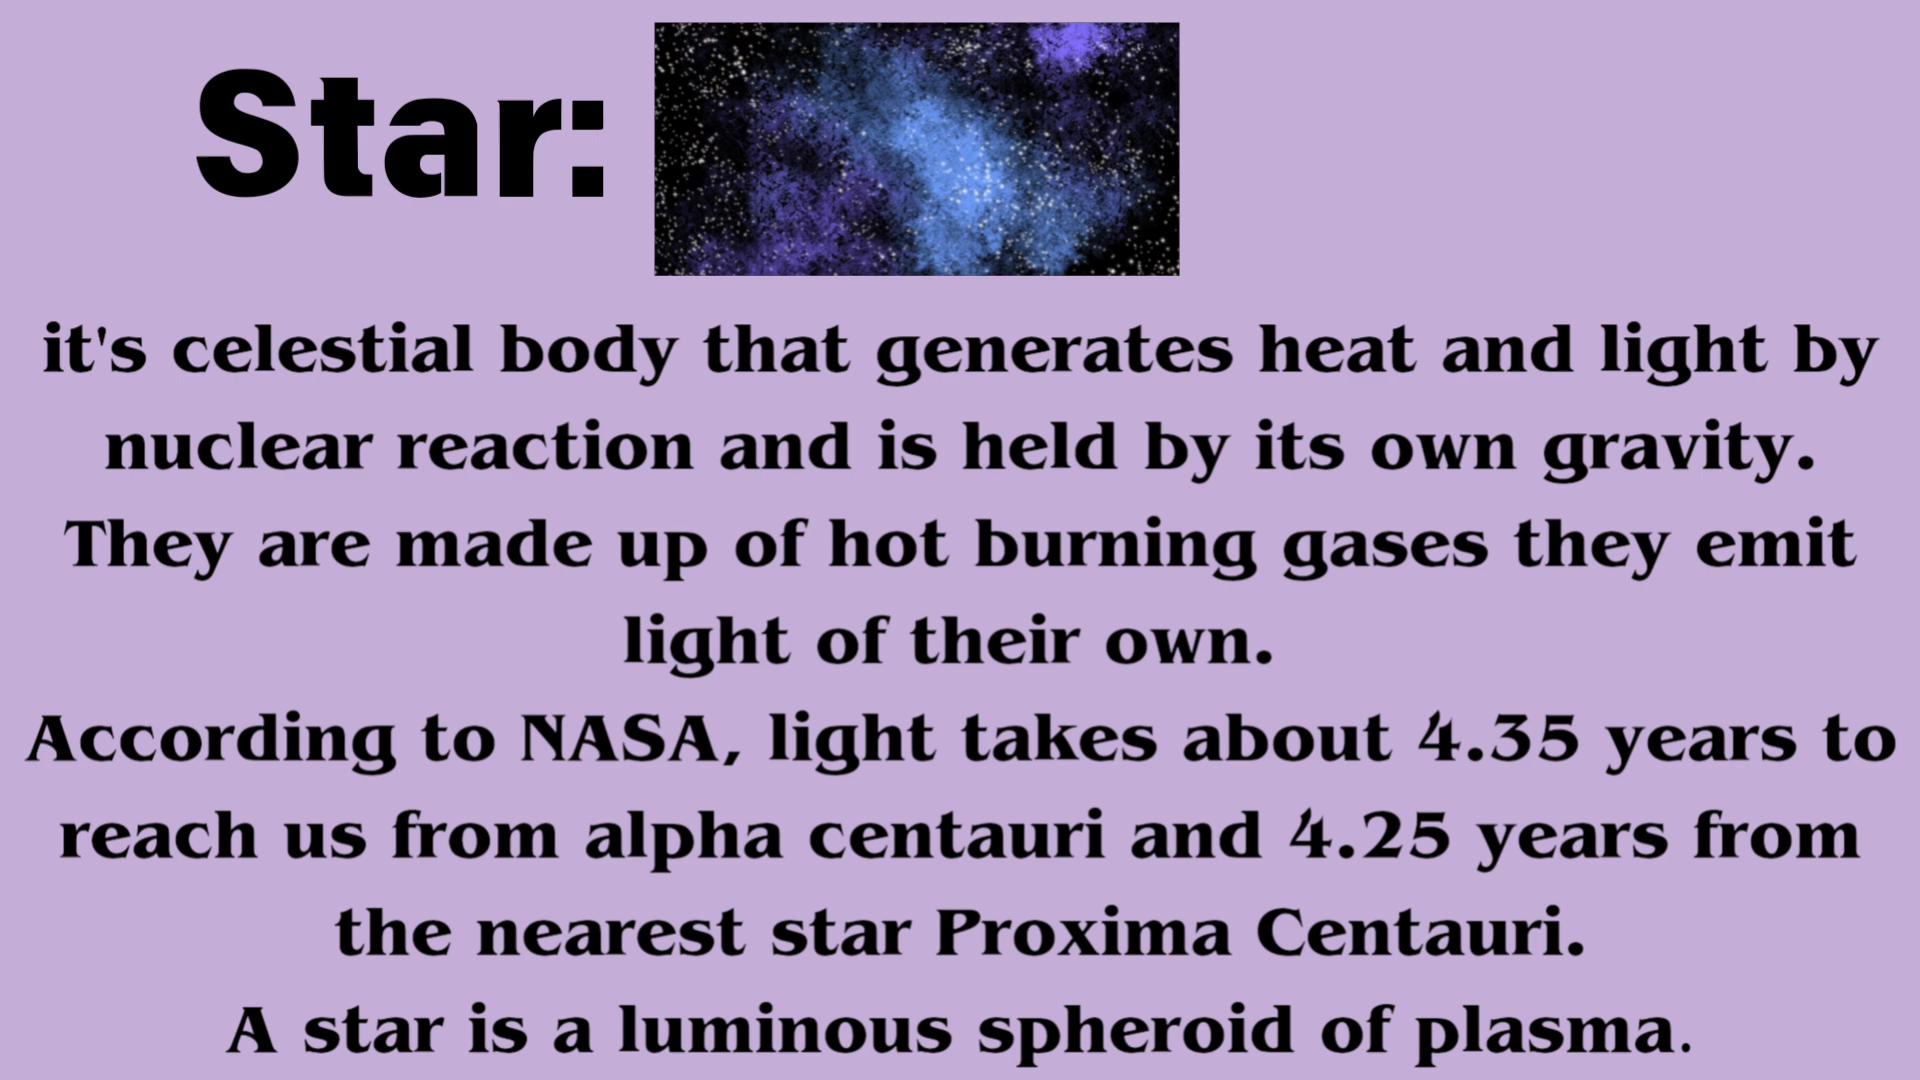 Star:
it's celestial body that generates heat and light by
nuclear reaction and is held by its own gravity.
They are made up of hot burning gases they emit
light of their own.
According to NASA, light takes about 4.35 years to
reach us from alpha centauri and 4.25 years from
the nearest star Proxima Centauri.
A star is a luminous spheroid of plasma.